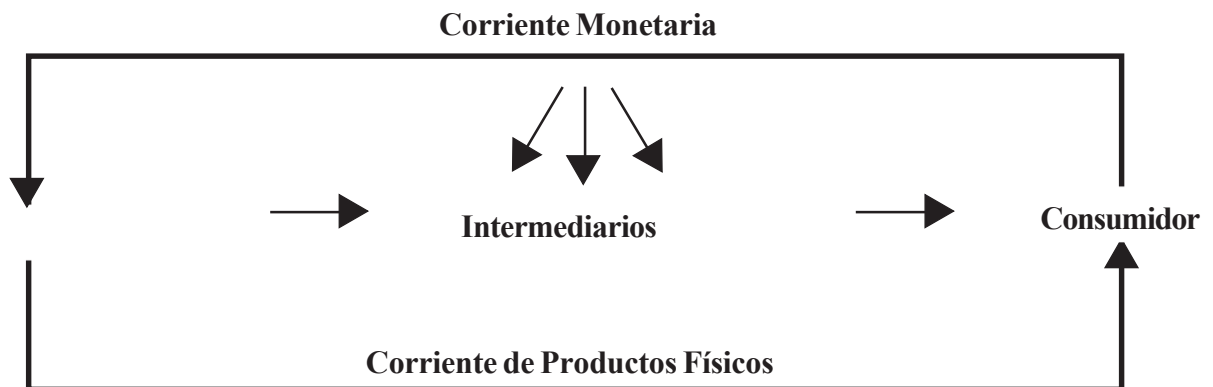 Corriente Monetaria
Intermediarios
Consumidor
Corriente de Productos Físicos